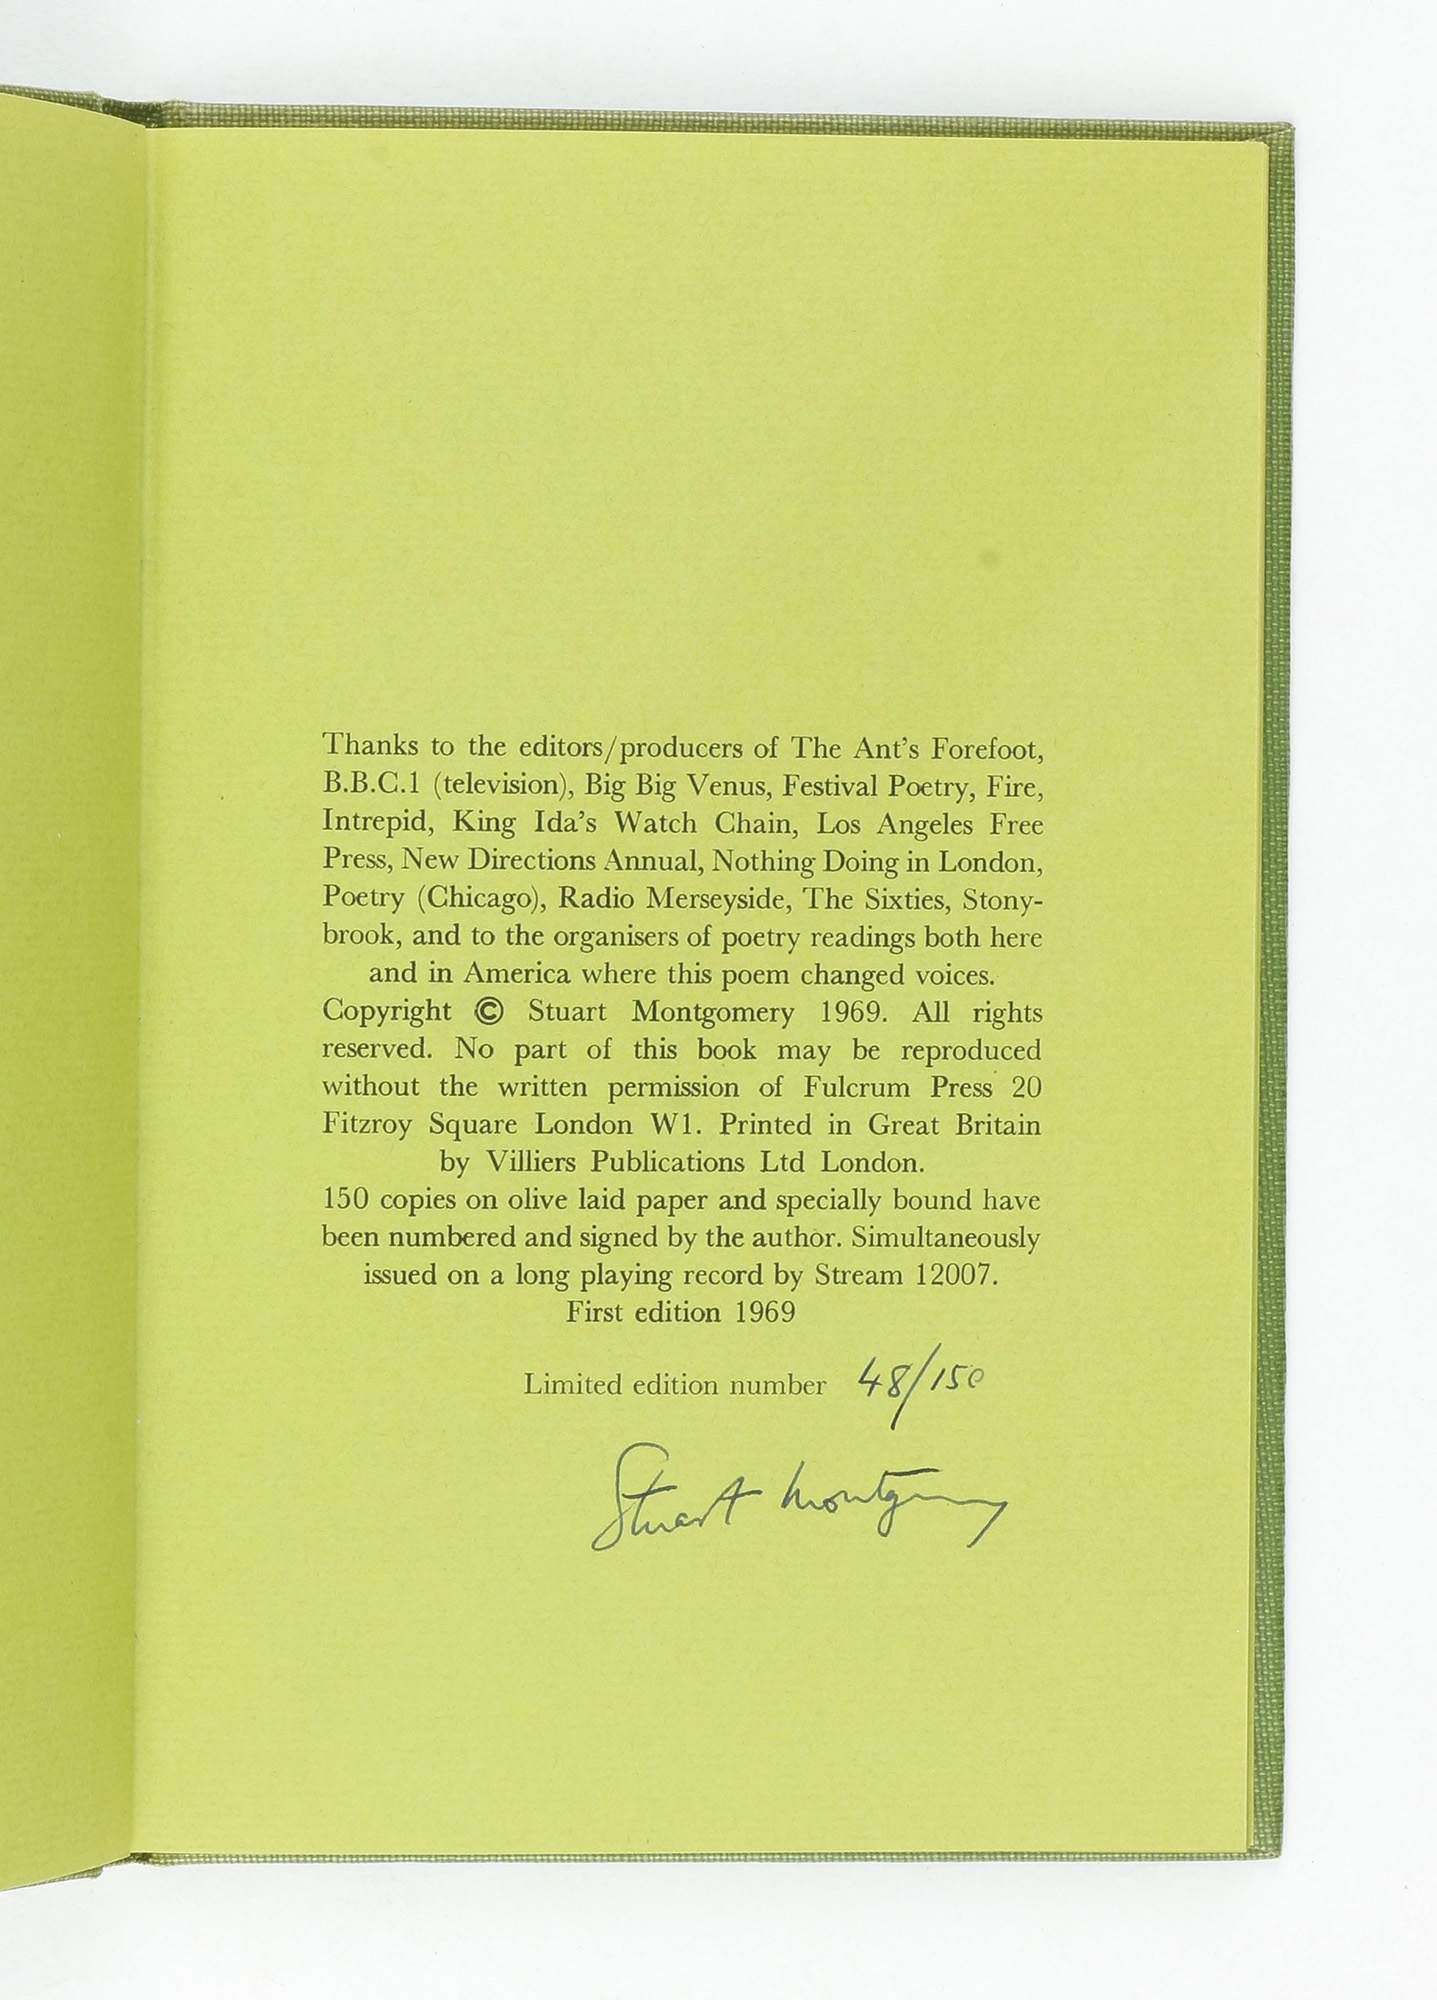 Thanks to the editors/producers of The Ant's Forefoot,
B.B.C.1 (television), Big Big Venus, Festival Poetry, Fire,
Intrepid, King Ida's Watch Chain, Los Angeles Free
Press, New Directions Annual, Nothing Doing in London,
Poetry (Chicago), Radio Merseyside, The Sixties, Stony-
brook, and to the organisers of poetry readings both here
and in America where this poem changed voices.
Copyright © Stuart Montgomery 1969. All rights
reserved. No part of this book may be reproduced
without the written permission of Fulcrum Press 20
Fitzroy Square London W1. Printed in Great Britain
by Villiers Publications Ltd London.
150 copies on olive laid paper and specially bound have
been numbered and signed by the author. Simultaneously
issued on a long playing record by Stream 12007.
First edition 1969
Limited edition number 48/150
Stuart Montgomery